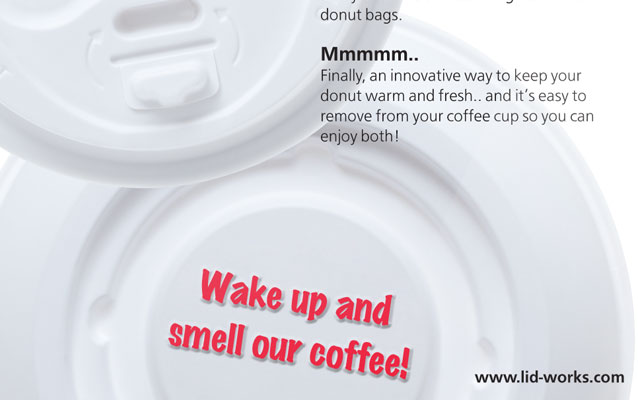 donut bags.
Mmmmm..
Finally, an innovative way to keep your
donut warm and fresh.. and it's easy to
remove from your coffee cup so you can
enjoy both!
Wake up and
smell our coffee!
www.lid-works.com